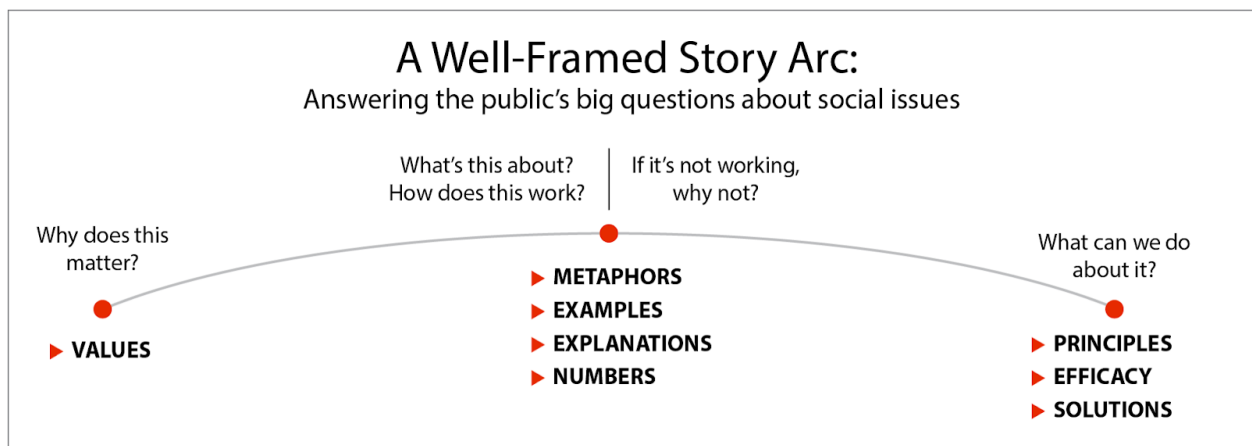 A Well-Framed Story Arc:
Answering the public's big questions about social issues
Why does this
matter?
VALUES
What's this about?
How does this work?
If it's not working,
why not?
METAPHORS
EXAMPLES
EXPLANATIONS
NUMBERS
What can we do
about it?
PRINCIPLES
EFFICACY
SOLUTIONS